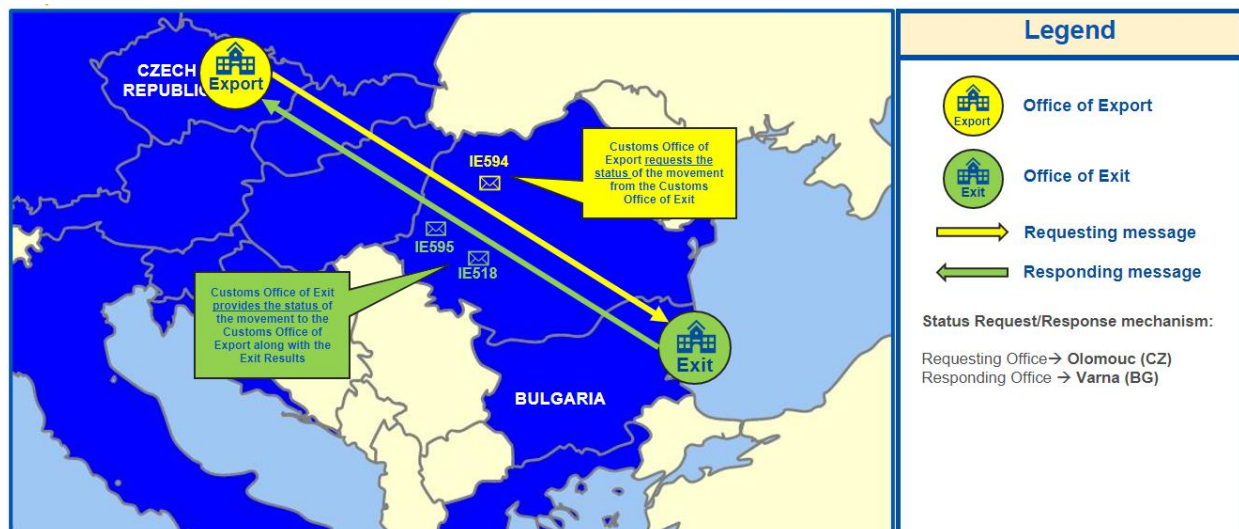 CZECH
REPUBLIC
Export
IE594
Customs Office of
Export requests the
status of the movement
from the Customs
Office of Exit
IE595
IE518
Customs Office of Exit
provides the status of
the movement to the
Customs Office of
Export along with the
Exit Results
Exit
BULGARIA
Legend
Export
Office of Export
Exit
Office of Exit
Requesting message
Responding message
Status Request/Response mechanism:
Requesting Office→ Olomouc (CZ)
Responding Office → Varna (BG)